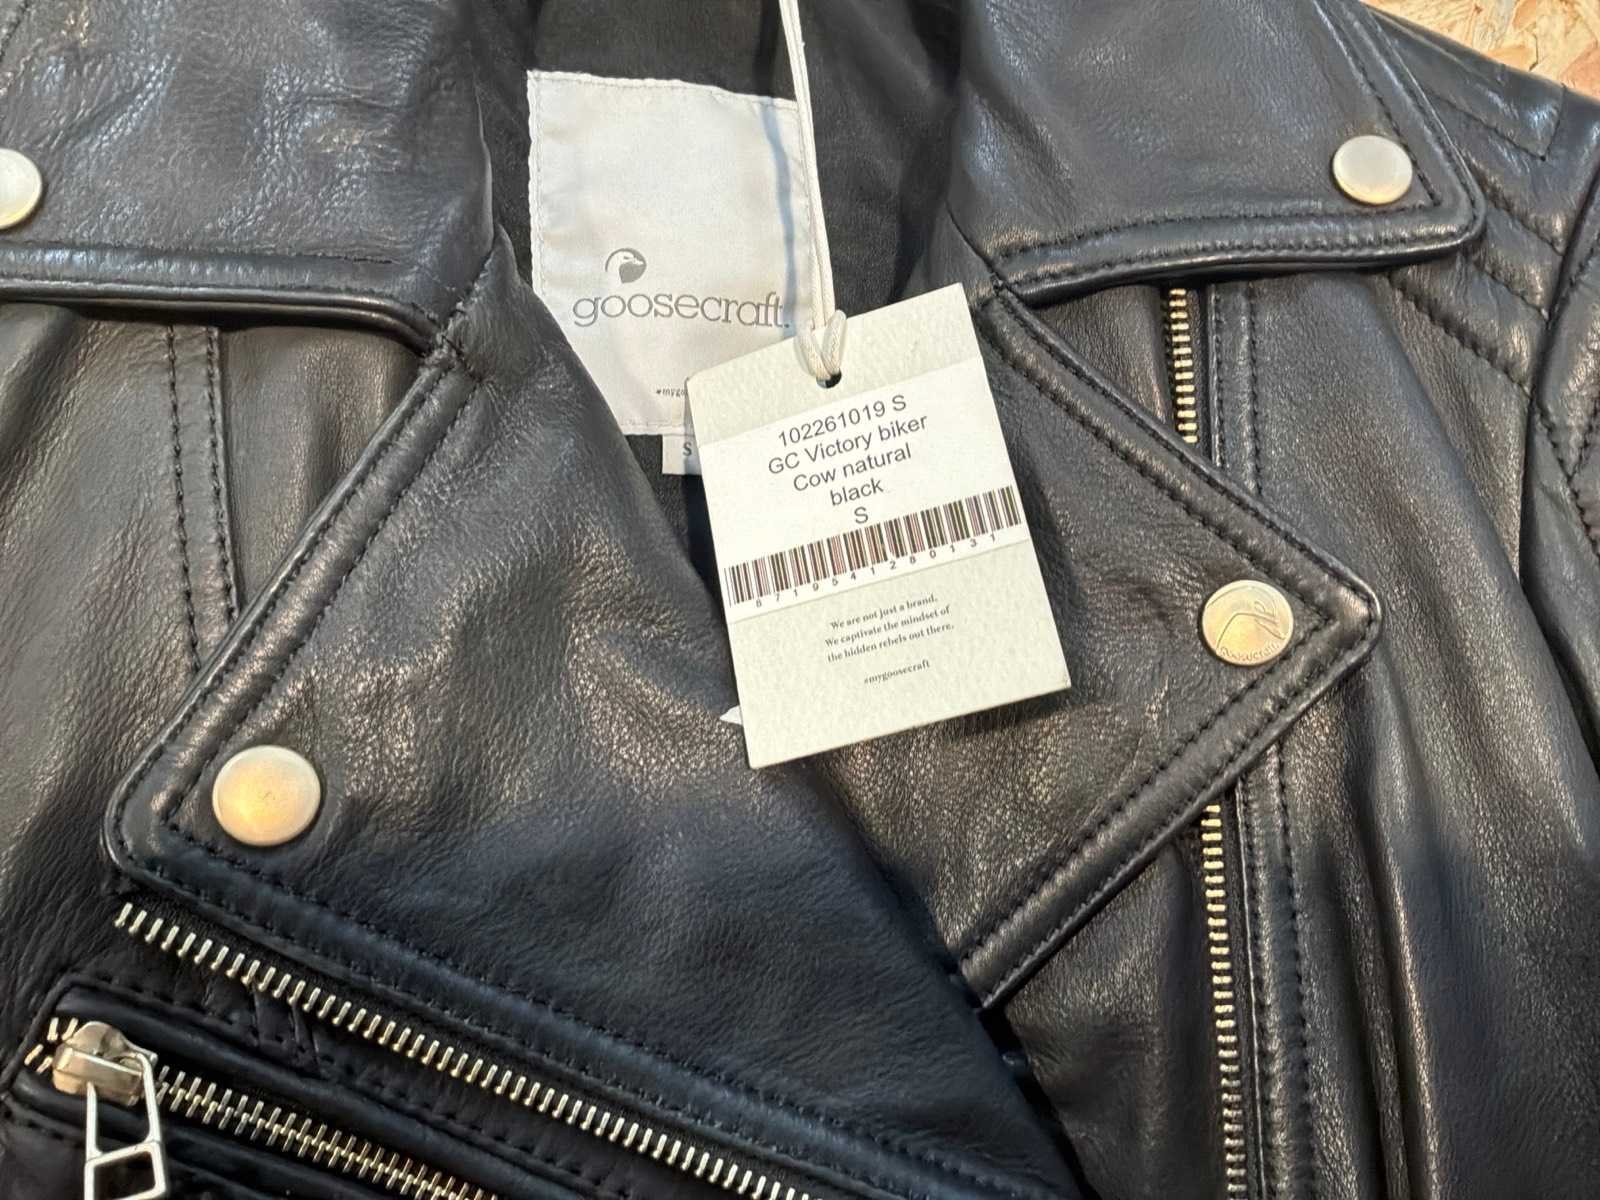 goosecraft.
S
102261019 S
GC Victory biker
Cow natural
black
S
8719541280131
We are not just a brand.
We captivate the mindset of
the hidden rebels out there.
#mygoosecraft
goosecraft